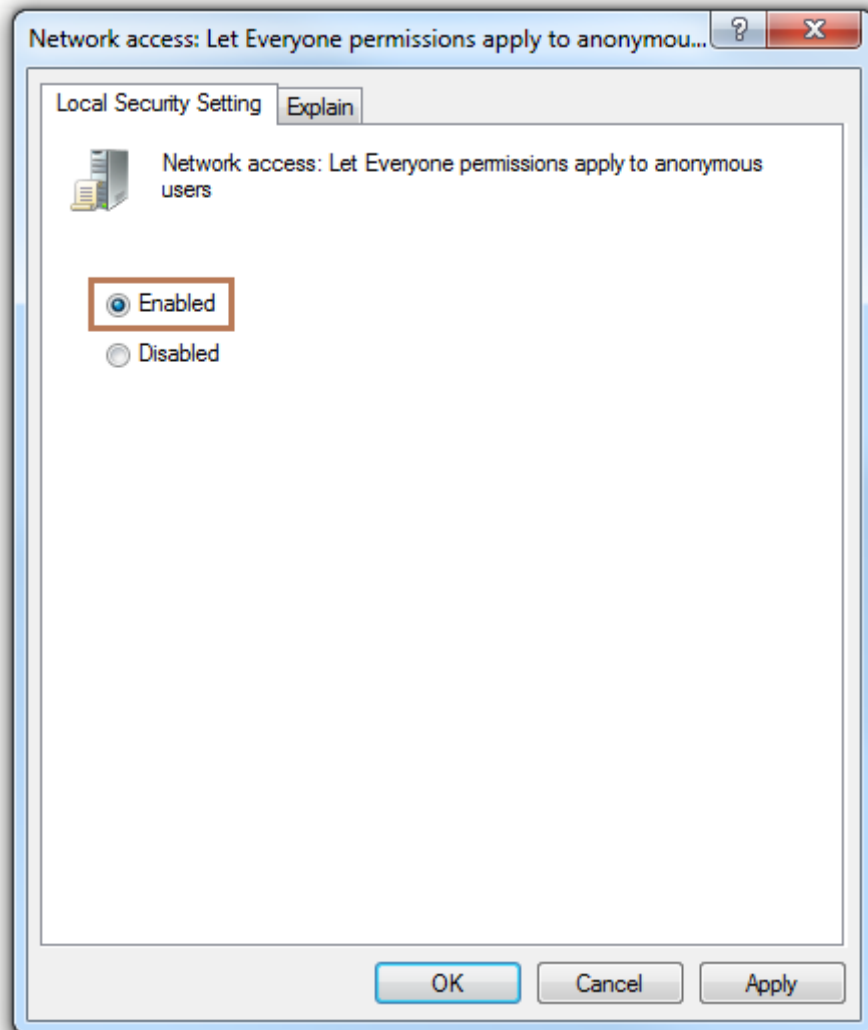 Network access: Let Everyone permissions apply to anonymou...
Local Security Setting
Explain
Network access: Let Everyone permissions apply to anonymous
users
Enabled
Disabled
OK
Cancel
Apply